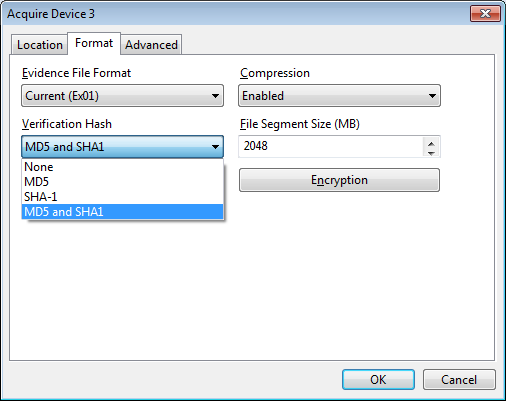 Acquire Device 3
Location Format Advanced
Evidence File Format Compression
Current (Ex01) Enabled
Verification Hash File Segment Size (MB)
MD5 and SHA1 2048
None
MD5
SHA-1
MD5 and SHA1
Encryption
OK Cancel